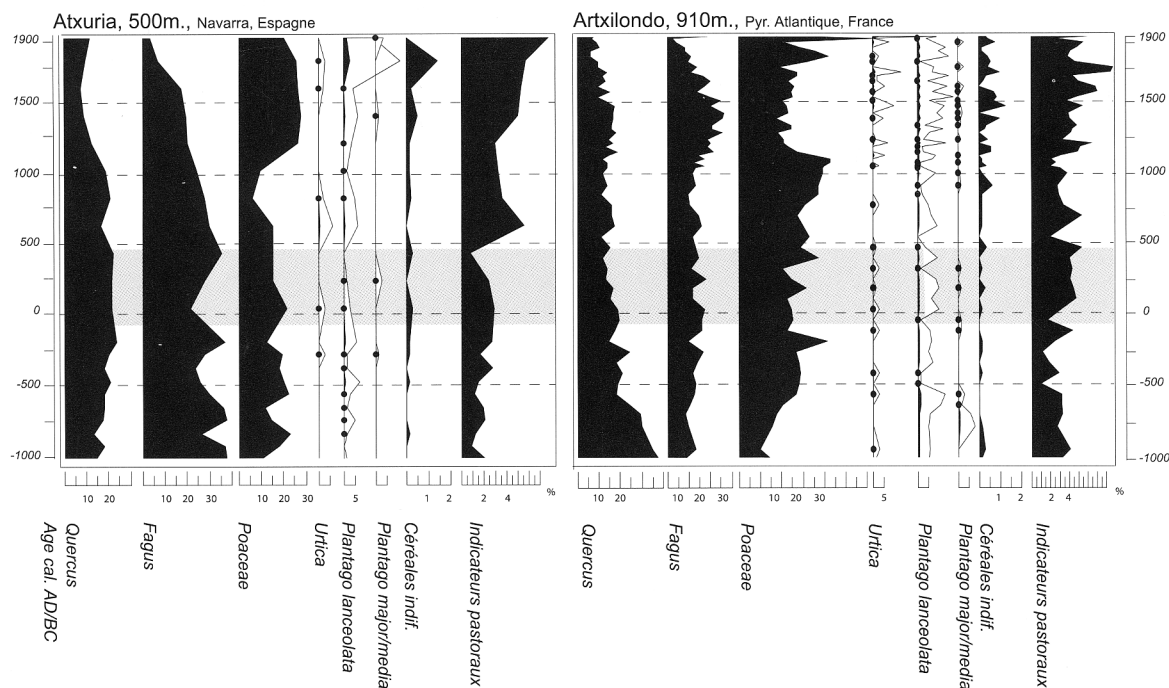 Atxuria, 500m., Navarra, Espagne
Artxilondo, 910m., Pyr. Atlantique, France
1900
1500
1000
500
0
-500
-1000
1900
1500
1000
500
0
-500
-1000
10 20
10 20 30
10 20 30
5
1 2
2 4
%
10 20
10 20 30
10 20 30
5
1 2
2 4
%
Age cal. AD/BC
Quercus
Fagus
Poaceae
Urtica
Plantago lanceolata
Plantago major/media
Céréales indif.
Indicateurs pastoraux
Quercus
Fagus
Poaceae
Urtica
Plantago lanceolata
Plantago major/media
Céréales indif.
Indicateurs pastoraux